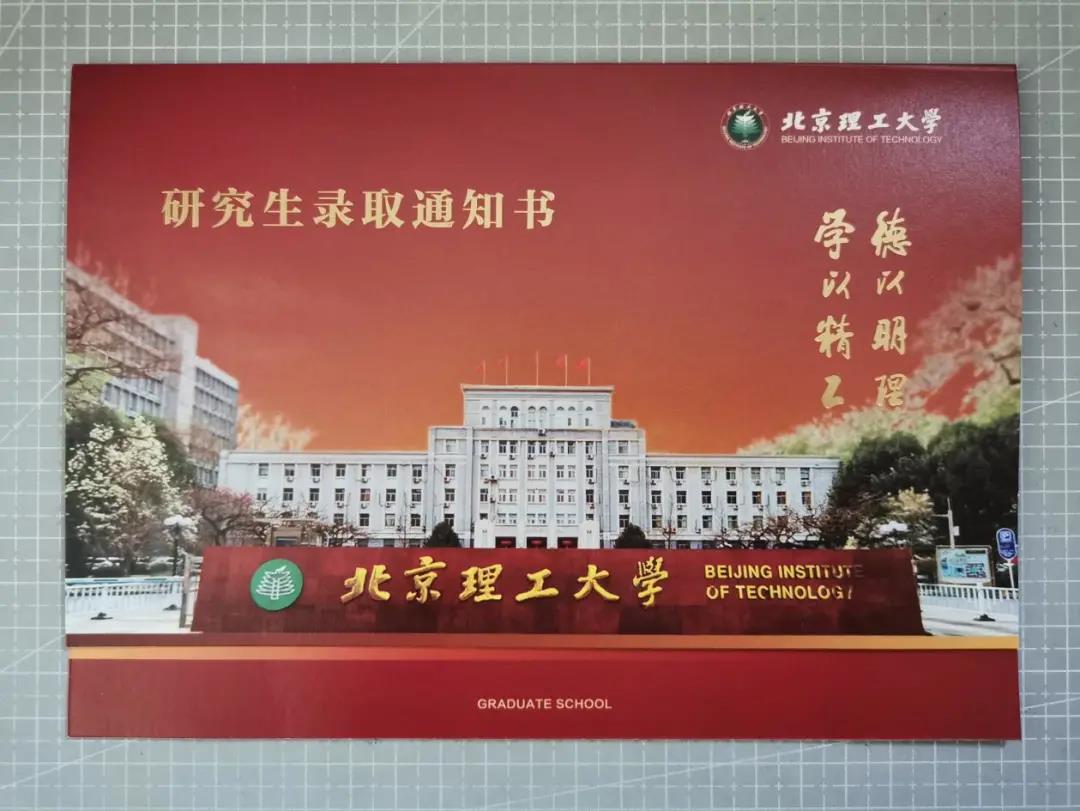 北京理工大學
BEIJING INSTITUTE OF TECHNOLOGY
研究生录取通知书
德以明理
学以精工
北京理工大學
BEIJING INSTITUTE
OF TECHNOLOGY
GRADUATE SCHOOL